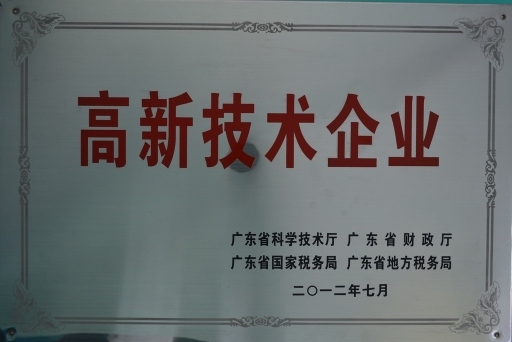 高新技术企业
广东省科学技术厅 广东省财政厅
广东省国家税务局 广东省地方税务局
二〇一二年七月